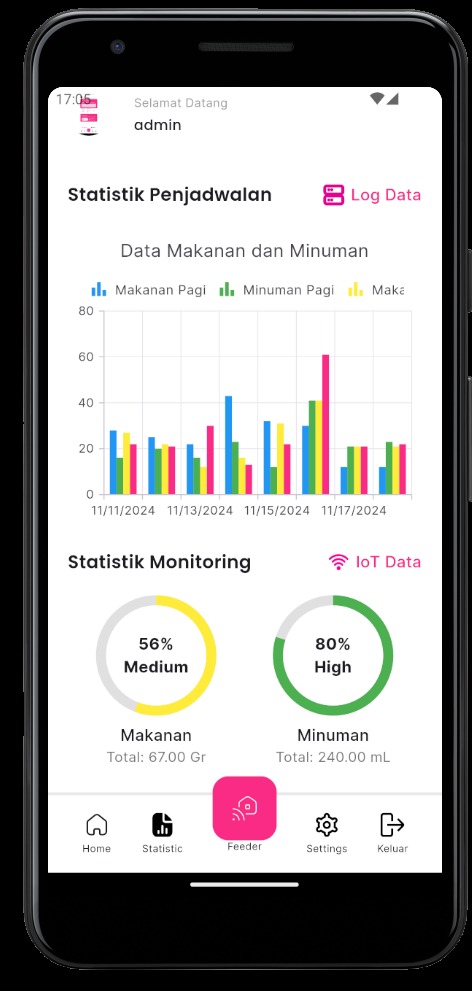 17:05
Selamat Datang
admin
Statistik Penjadwalan
Log Data
Data Makanan dan Minuman
Makanan Pagi Minuman Pagi Maka
80
60
40
20
0
11/11/2024 11/13/2024 11/15/2024 11/17/2024
Statistik Monitoring
IoT Data
56%
Medium
80%
High
Makanan
Minuman
Total: 67.00 Gr
Total: 240.00 mL
Home
Statistic
Feeder
Settings
Keluar